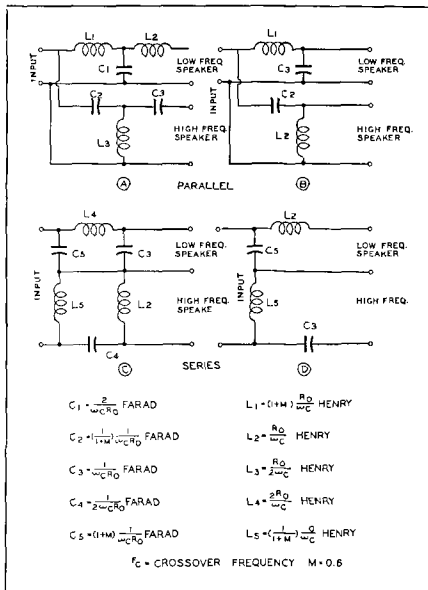 L1 L2
INPUT
C1
LOW FREQ.
SPEAKER
C2 C3
L3
HIGH FREQ.
SPEAKER
A
L1
INPUT
C3
LOW FREQ.
SPEAKER
C2
L2
HIGH FREQ.
SPEAKER
B
PARALLEL
L4
C5 C3
LOW FREQ.
SPEAKER
INPUT
L5 L2
HIGH FREQ.
SPEAKE
C4
C
L2
C5
LOW FREQ.
SPEAKER
INPUT
L5
HIGH FREQ.
C3
D
SERIES
C1 = 2/ωCRO FARAD
L1 = (1+M) RO/ωC HENRY
C2 = (1/1+M) 1/ωCRO FARAD
L2 = RO/ωC HENRY
C3 = 1/ωCRO FARAD
L3 = RO/2ωC HENRY
C4 = 1/2ωCRO FARAD
L4 = 2RO/ωC HENRY
C5 = (1+M) 1/ωCRO FARAD
L5 = (1/1+M) O/ωC HENRY
FC = CROSSOVER FREQUENCY M = 0.6